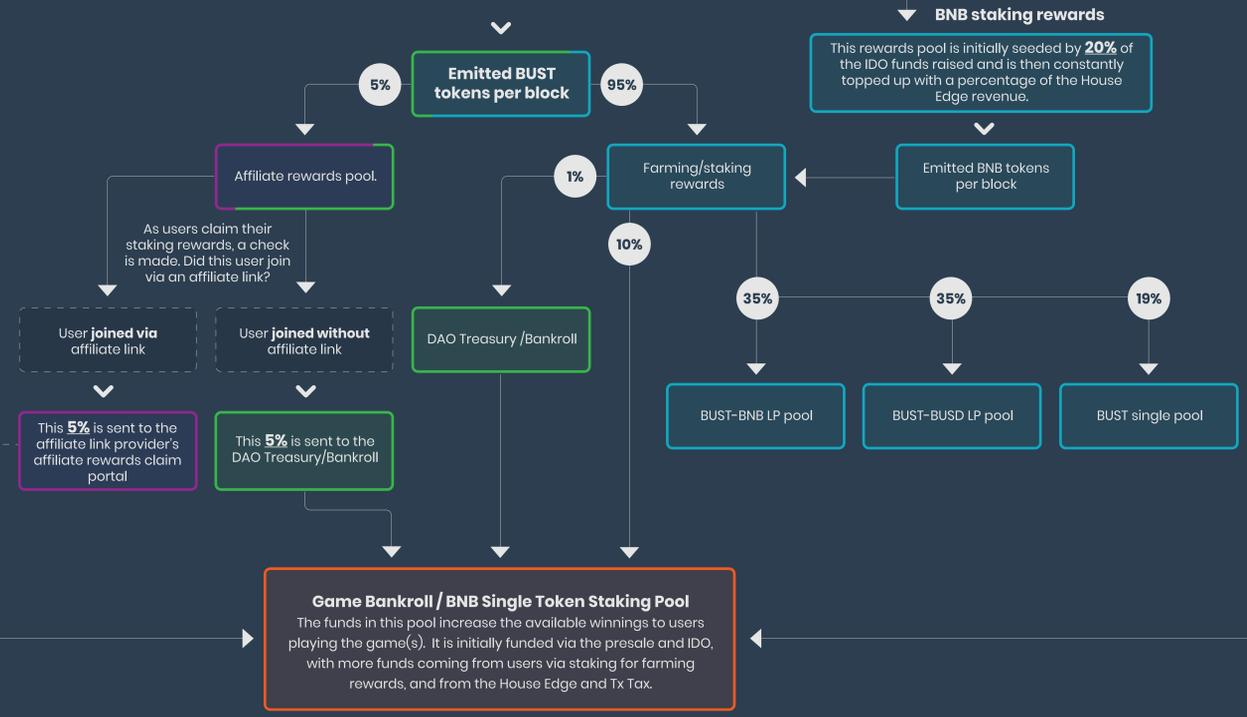 BNB staking rewards
This rewards pool is initially seeded by 20% of
the IDO funds raised and is then constantly
topped up with a percentage of the House
Edge revenue.
Emitted BUST
tokens per block
5%
95%
Affiliate rewards pool.
1%
Farming/staking
rewards
Emitted BNB tokens
per block
As users claim their
staking rewards, a check
is made. Did this user join
via an affiliate link?
10%
35%
35%
19%
User joined via
affiliate link
User joined without
affiliate link
DAO Treasury /Bankroll
BUST-BNB LP pool
BUST-BUSD LP pool
BUST single pool
This 5% is sent to the
affiliate link provider's
affiliate rewards claim
portal
This 5% is sent to the
DAO Treasury/Bankroll
Game Bankroll / BNB Single Token Staking Pool
The funds in this pool increase the available winnings to users
playing the game(s). It is initially funded via the presale and IDO,
with more funds coming from users via staking for farming
rewards, and from the House Edge and Tx Tax.